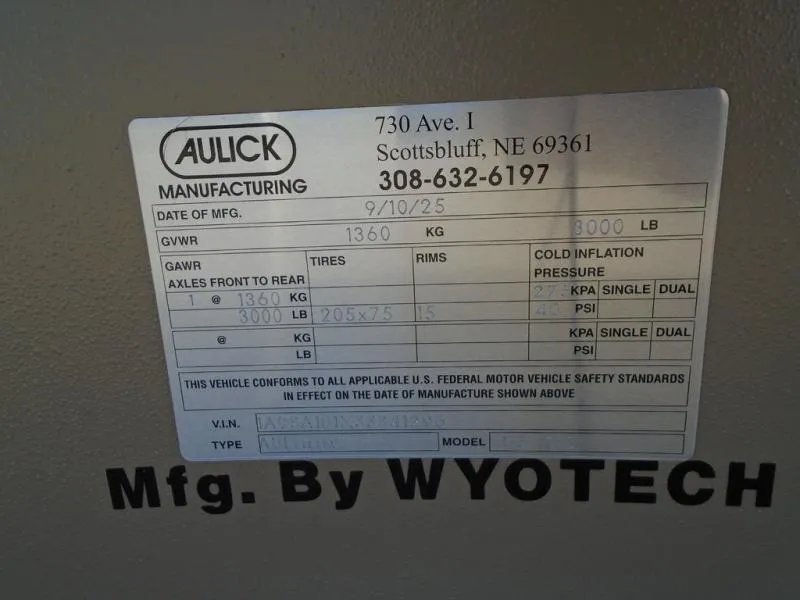 AULICK
MANUFACTURING
730 Ave. I
Scottsbluff, NE 69361
308-632-6197
DATE OF MFG. 9/10/25
GVWR 1360 KG 3000 LB
GAWR TIRES RIMS COLD INFLATION
AXLES FRONT TO REAR PRESSURE
1 @ 1360 KG KPA SINGLE DUAL
3000 LB 205x75 15 40 PSI
@ KG KPA SINGLE DUAL
LB PSI
THIS VEHICLE CONFORMS TO ALL APPLICABLE U.S. FEDERAL MOTOR VEHICLE SAFETY STANDARDS
IN EFFECT ON THE DATE OF MANUFACTURE SHOWN ABOVE
V.I.N.
TYPE MODEL
Mfg. By WYOTECH